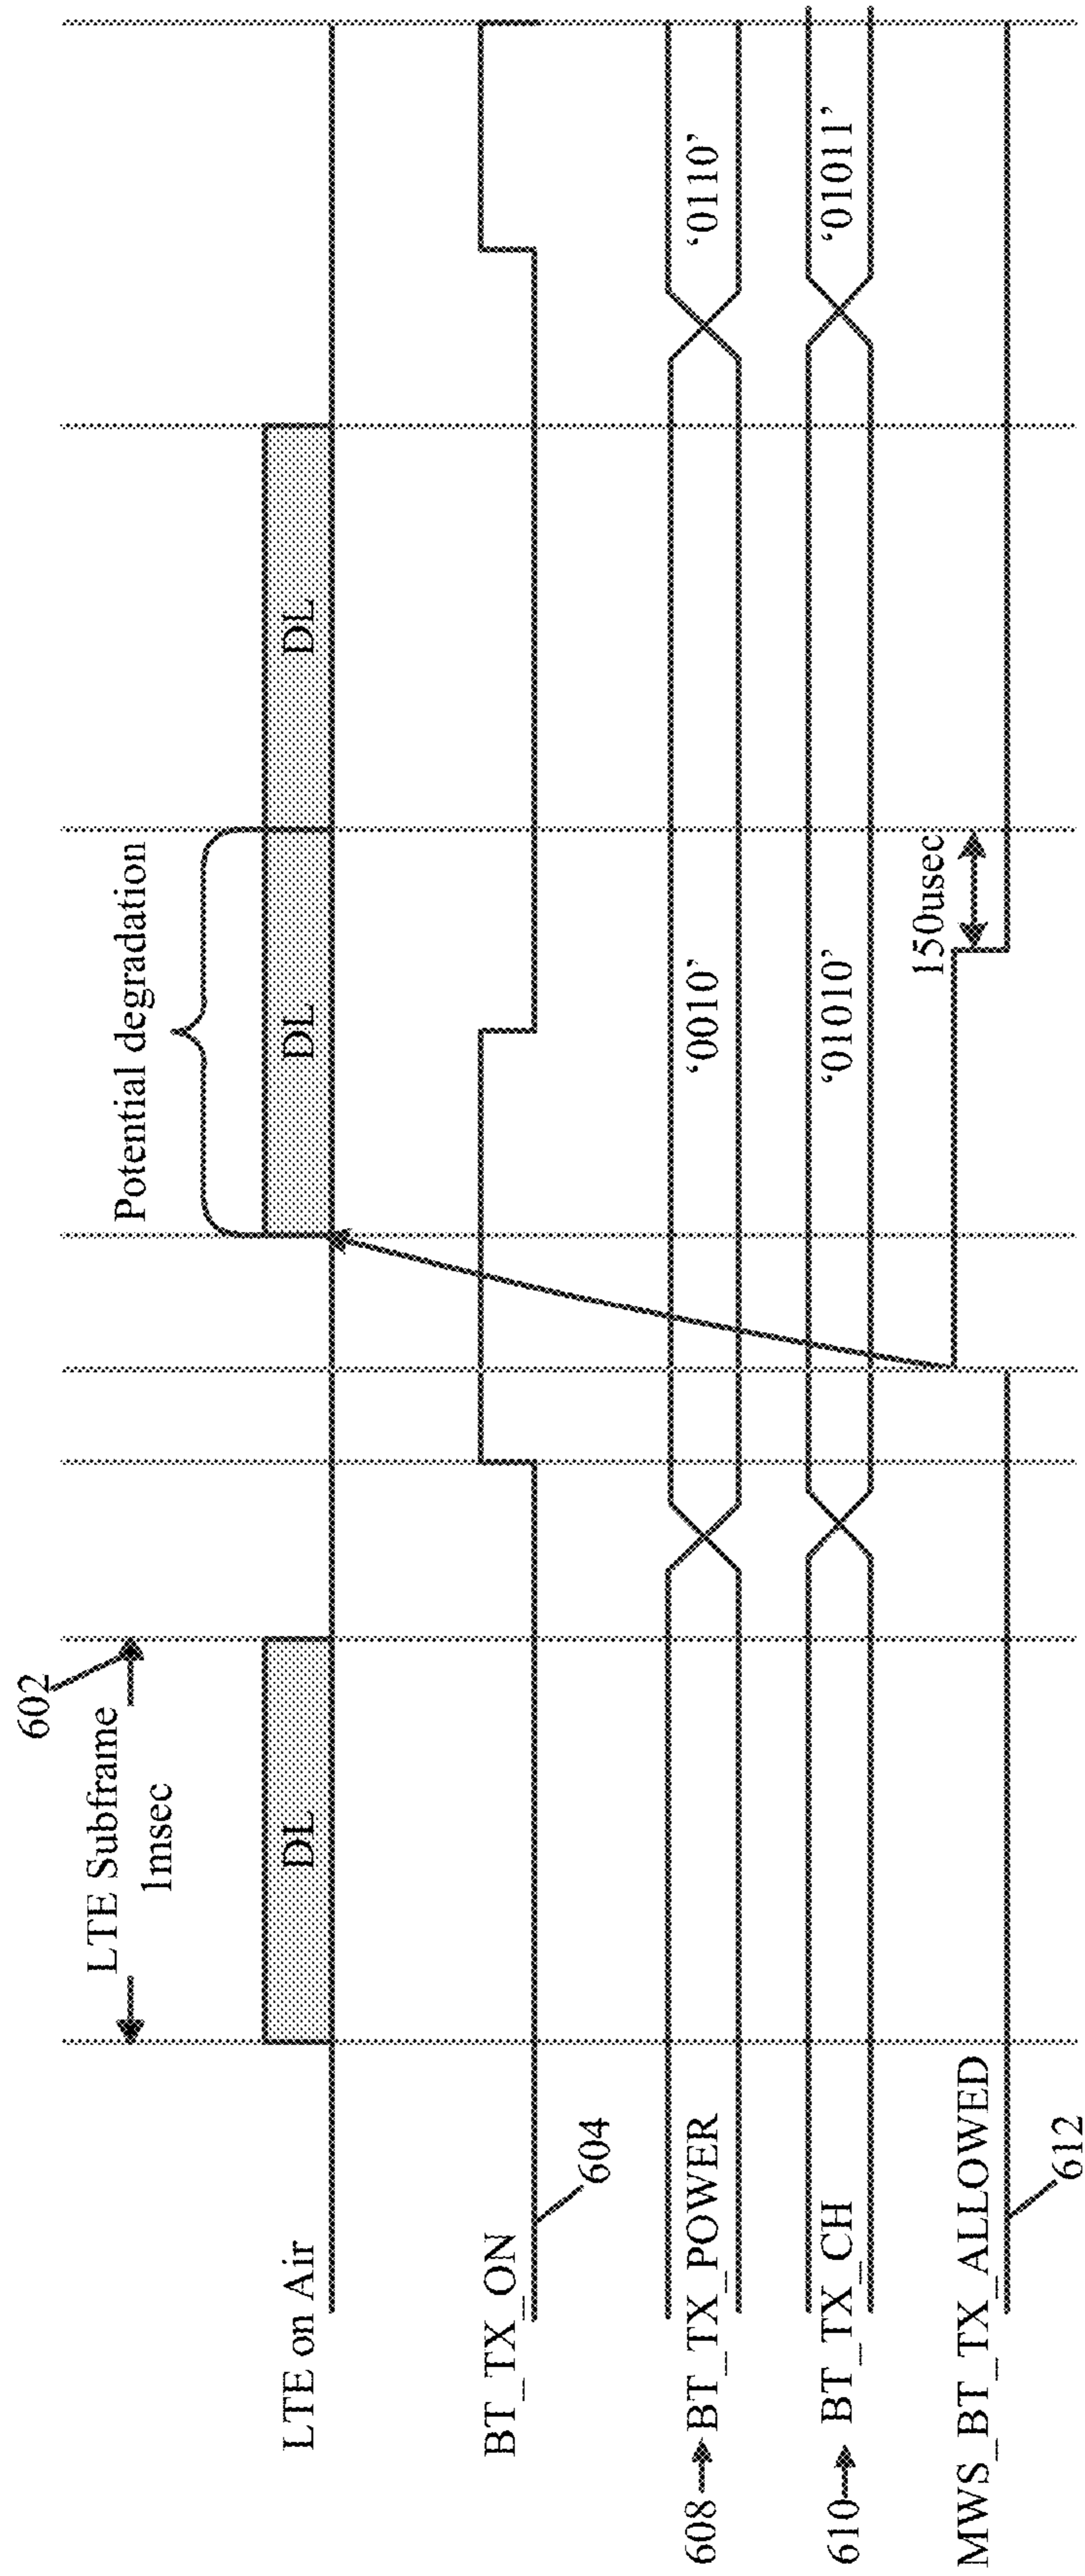 602
LTE Subframe
1msec
Potential degradation
LTE on Air
DL
DL
DL
BT_TX_ON
604
608
BT_TX_POWER
‘0010’
‘0110’
610
BT_TX_CH
‘01010’
‘01011’
MWS_BT_TX_ALLOWED
150usec
612